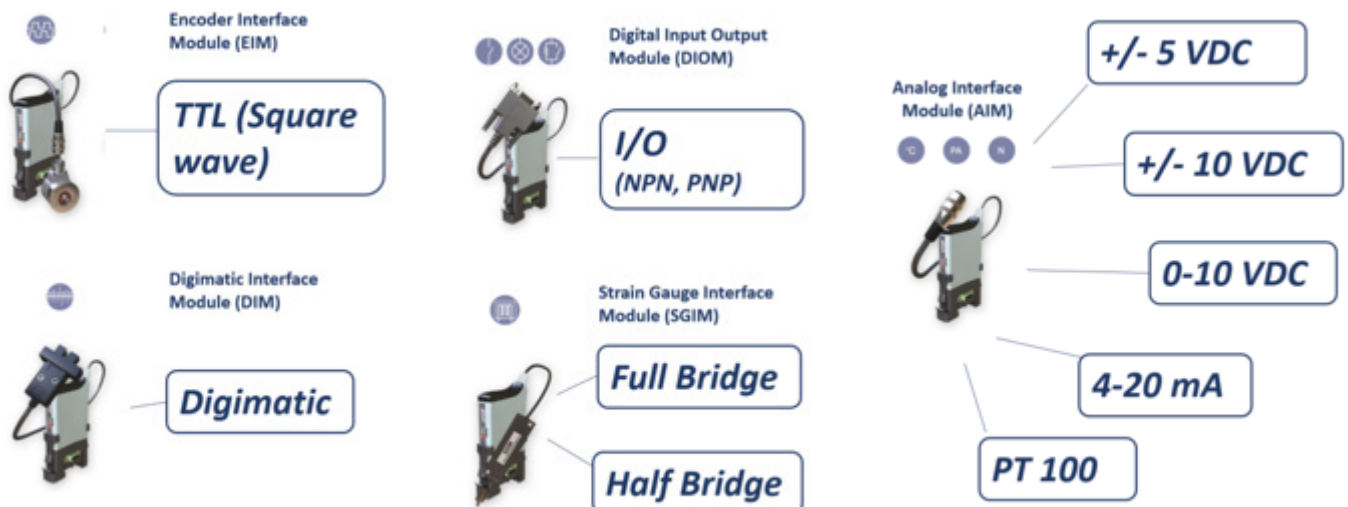 Encoder Interface
Module (EIM)
TTL (Square
wave)
Digital Input Output
Module (DIOM)
I/O
(NPN, PNP)
Analog Interface
Module (AIM)
°C PA N
+/- 5 VDC
+/- 10 VDC
0-10 VDC
4-20 mA
PT 100
Digimatic Interface
Module (DIM)
Digimatic
Strain Gauge Interface
Module (SGIM)
Full Bridge
Half Bridge